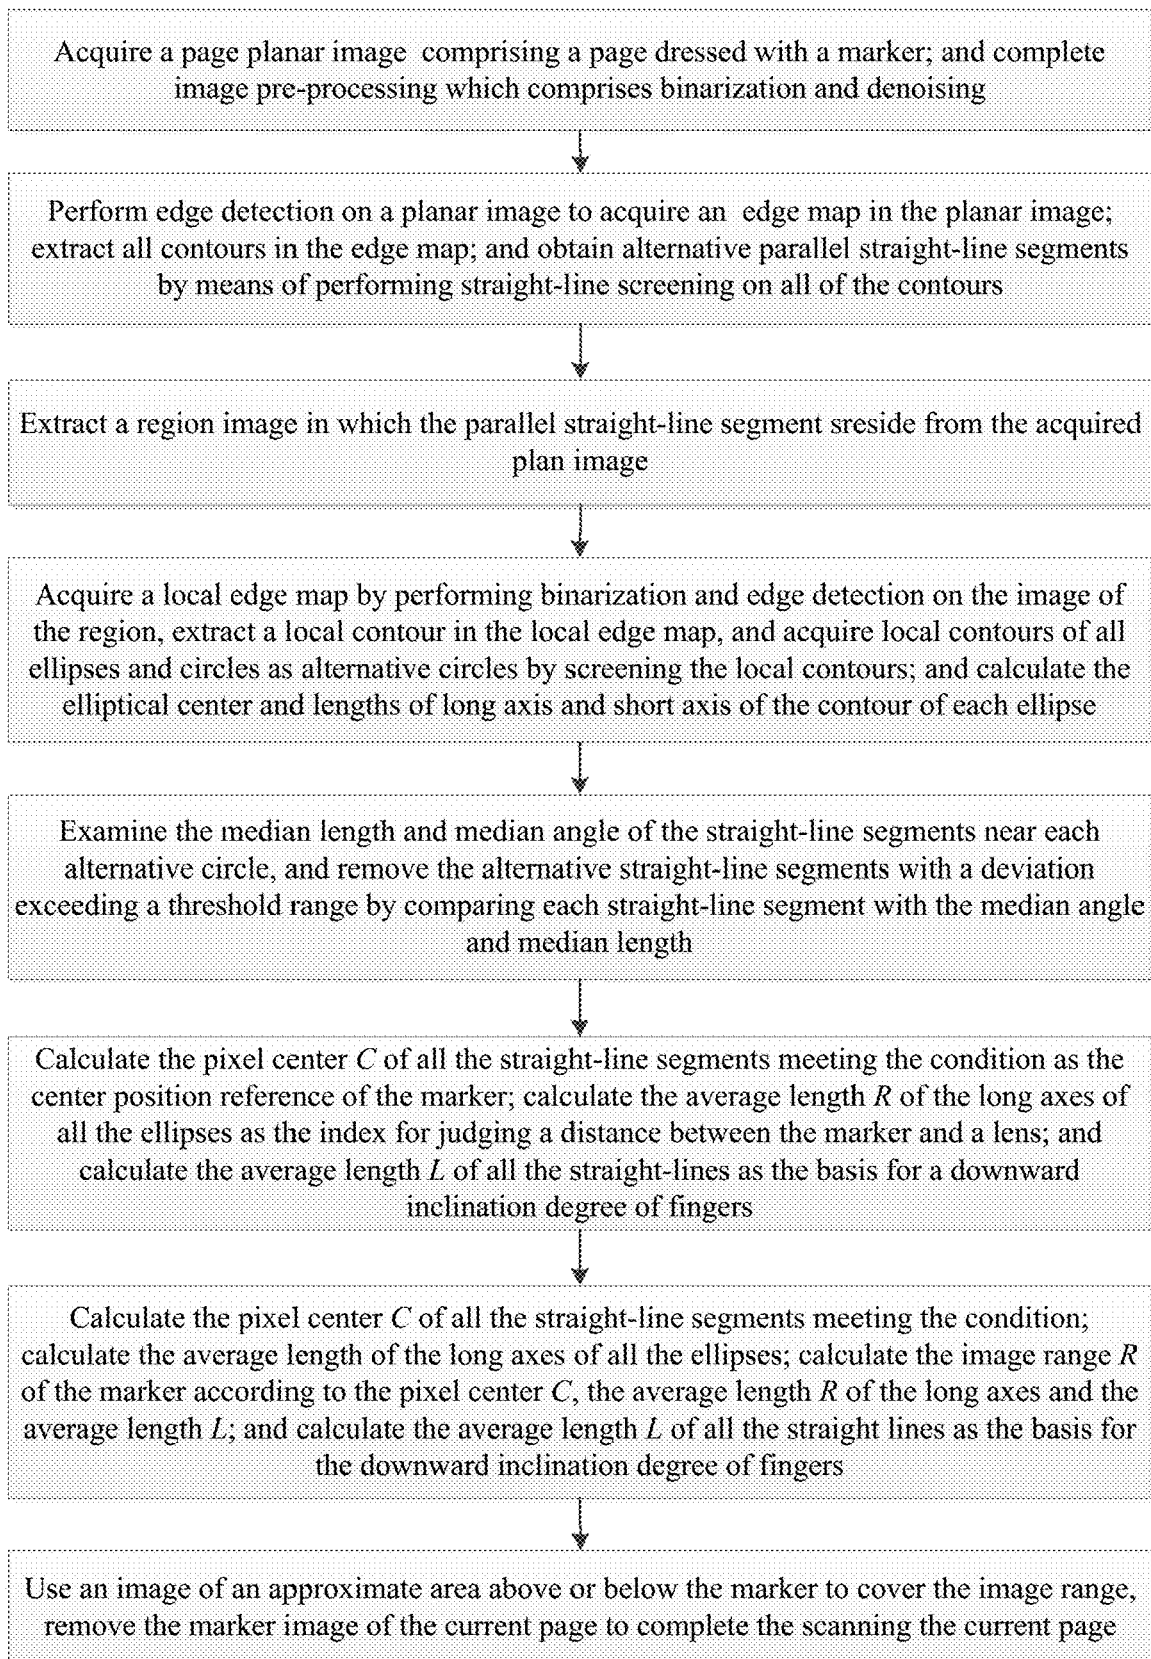 Acquire a page planar image comprising a page dressed with a marker; and complete
image pre-processing which comprises binarization and denoising
Perform edge detection on a planar image to acquire an edge map in the planar image;
extract all contours in the edge map; and obtain alternative parallel straight-line segments
by means of performing straight-line screening on all of the contours
Extract a region image in which the parallel straight-line segment sreside from the acquired
plan image
Acquire a local edge map by performing binarization and edge detection on the image of
the region, extract a local contour in the local edge map, and acquire local contours of all
ellipses and circles as alternative circles by screening the local contours; and calculate the
elliptical center and lengths of long axis and short axis of the contour of each ellipse
Examine the median length and median angle of the straight-line segments near each
alternative circle, and remove the alternative straight-line segments with a deviation
exceeding a threshold range by comparing each straight-line segment with the median angle
and median length
Calculate the pixel center C of all the straight-line segments meeting the condition as the
center position reference of the marker; calculate the average length R of the long axes of
all the ellipses as the index for judging a distance between the marker and a lens; and
calculate the average length L of all the straight-lines as the basis for a downward
inclination degree of fingers
Calculate the pixel center C of all the straight-line segments meeting the condition;
calculate the average length of the long axes of all the ellipses; calculate the image range R
of the marker according to the pixel center C, the average length R of the long axes and the
average length L; and calculate the average length L of all the straight lines as the basis for
the downward inclination degree of fingers
Use an image of an approximate area above or below the marker to cover the image range,
remove the marker image of the current page to complete the scanning the current page